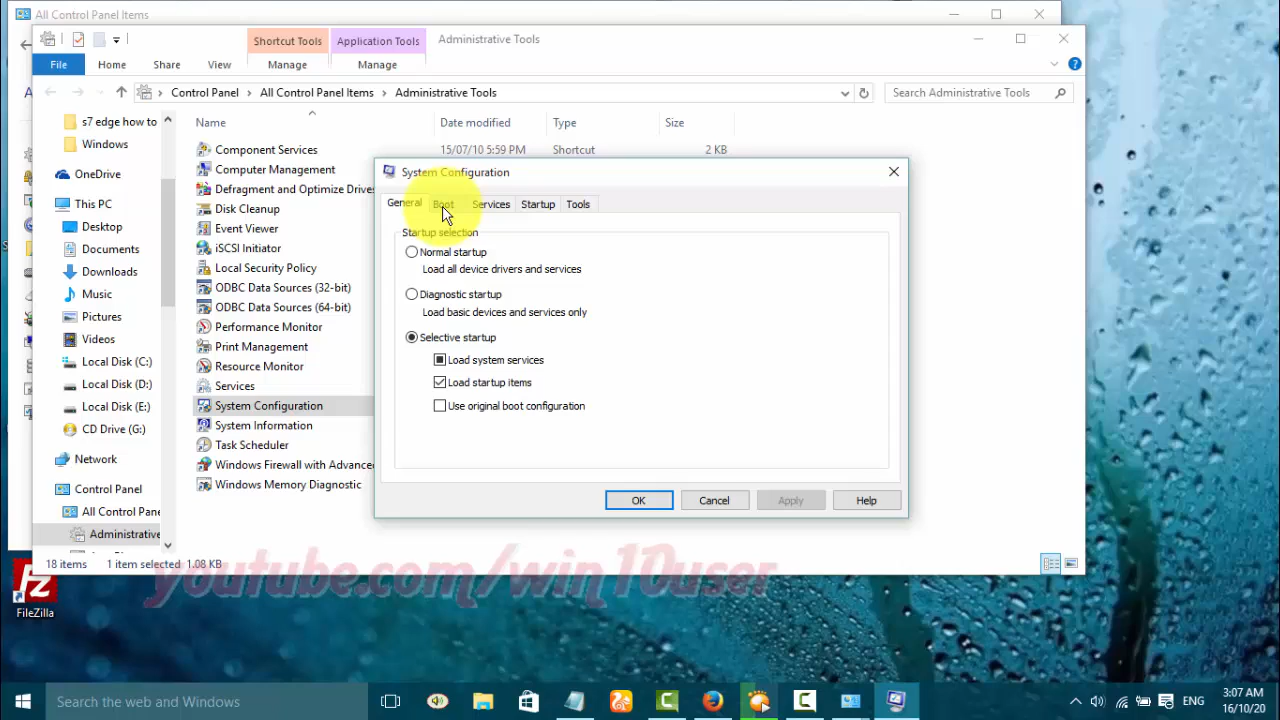 All Control Panel Items
Shortcut Tools
Application Tools
Administrative Tools
File
Home
Share
View
Manage
Manage
Control Panel
All Control Panel Items
Administrative Tools
Search Administrative Tools
s7 edge how to
Windows
OneDrive
This PC
Desktop
Documents
Downloads
Music
Pictures
Videos
Local Disk (C:)
Local Disk (D:)
Local Disk (E:)
CD Drive (G:)
Network
Control Panel
All Control Pane
Administrative
Name
Date modified
Type
Size
Component Services
15/07/10 5:59 PM
Shortcut
2 KB
Computer Management
Defragment and Optimize Drives
Disk Cleanup
Event Viewer
iSCSI Initiator
Local Security Policy
ODBC Data Sources (32-bit)
ODBC Data Sources (64-bit)
Performance Monitor
Print Management
Resource Monitor
Services
System Configuration
System Information
Task Scheduler
Windows Firewall with Advance
Windows Memory Diagnostic
System Configuration
General
Boot
Services
Startup
Tools
Startup selection
Normal startup
Load all device drivers and services
Diagnostic startup
Load basic devices and services only
Selective startup
Load system services
Load startup items
Use original boot configuration
OK
Cancel
Apply
Help
18 items
1 item selected
1.08 KB
youtube.com/win10user
FileZilla
Search the web and Windows
ENG
3:07 AM
16/10/20